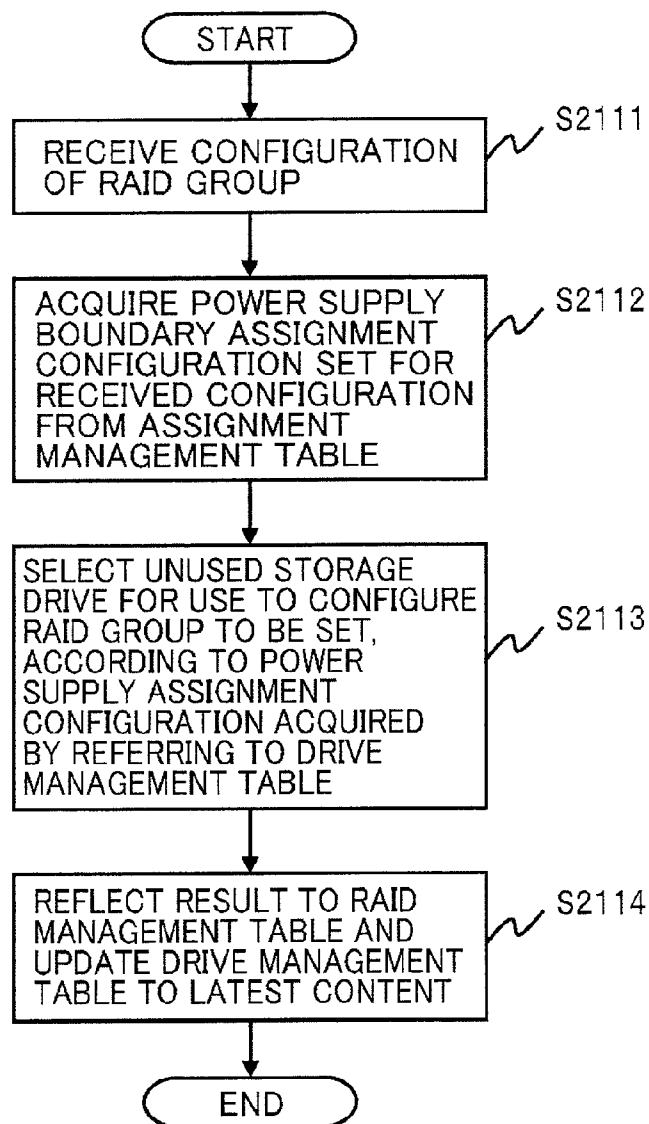 START
RECEIVE CONFIGURATION
OF RAID GROUP
S2111
ACQUIRE POWER SUPPLY
BOUNDARY ASSIGNMENT
CONFIGURATION SET FOR
RECEIVED CONFIGURATION
FROM ASSIGNMENT
MANAGEMENT TABLE
S2112
SELECT UNUSED STORAGE
DRIVE FOR USE TO CONFIGURE
RAID GROUP TO BE SET,
ACCORDING TO POWER
SUPPLY ASSIGNMENT
CONFIGURATION ACQUIRED
BY REFERRING TO DRIVE
MANAGEMENT TABLE
S2113
REFLECT RESULT TO RAID
MANAGEMENT TABLE AND
UPDATE DRIVE MANAGEMENT
TABLE TO LATEST CONTENT
S2114
END